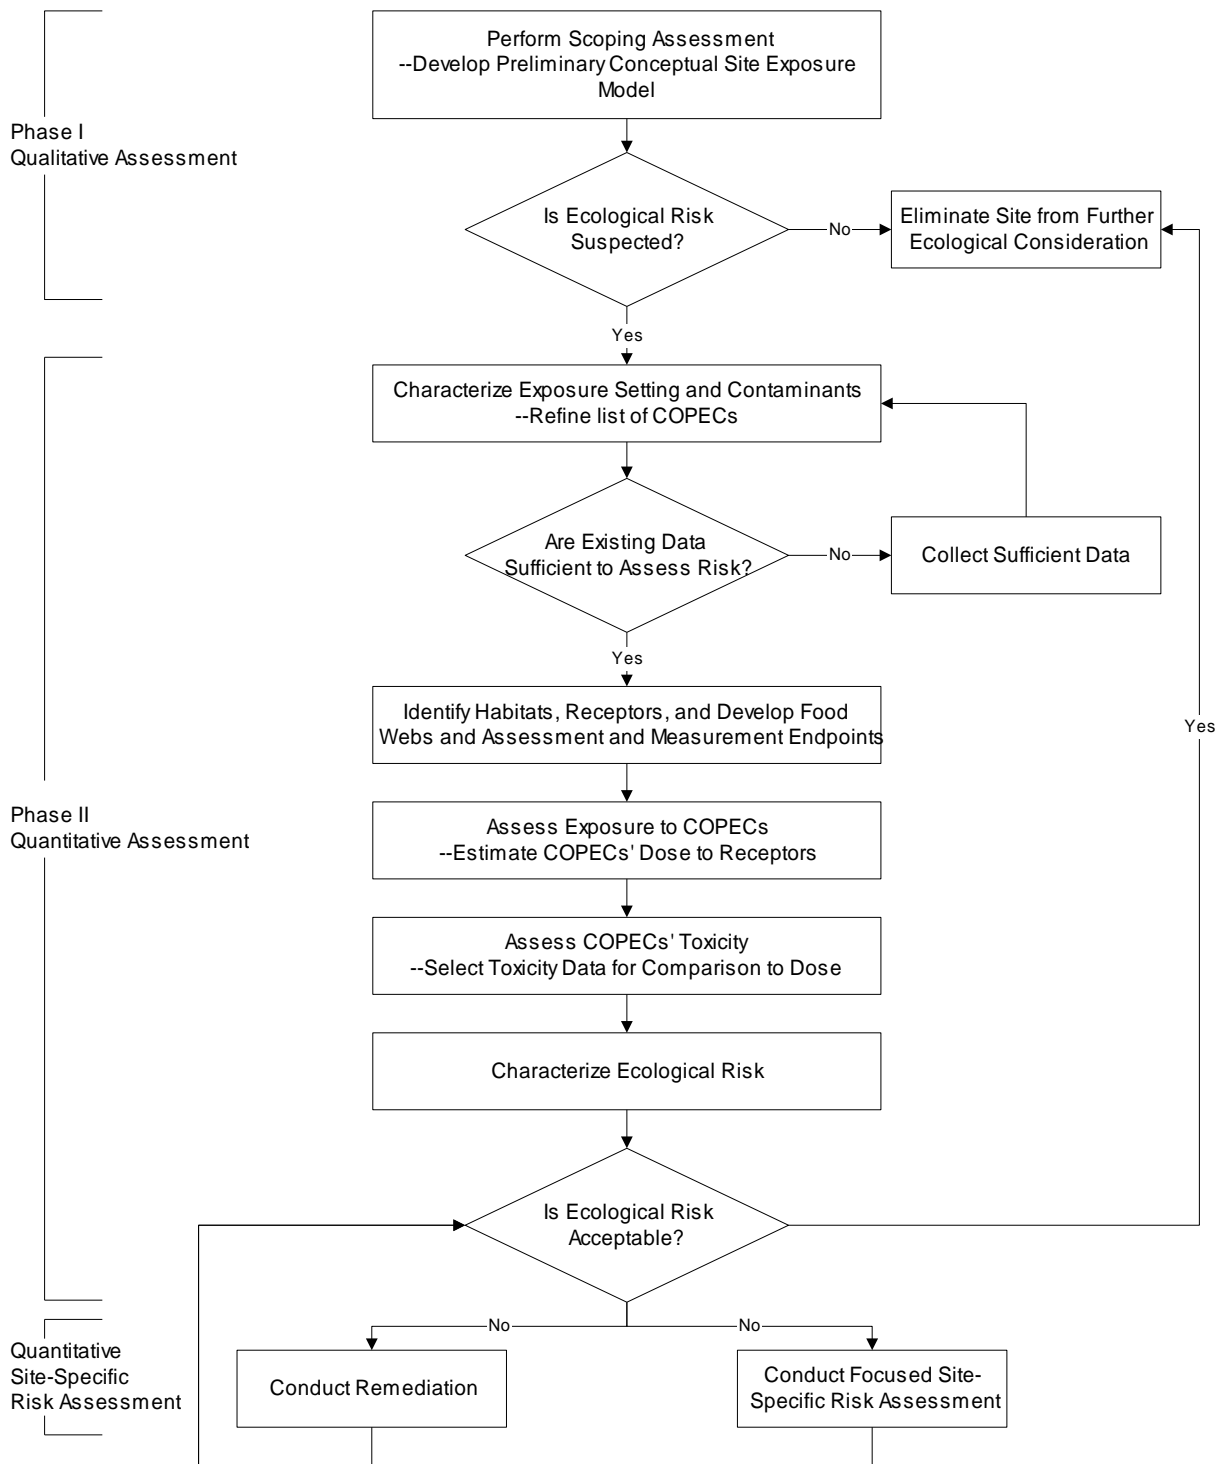 Perform Scoping Assessment
--Develop Preliminary Conceptual Site Exposure
Model
Phase I
Qualitative Assessment
Is Ecological Risk
Suspected?
No
Eliminate Site from Further
Ecological Consideration
Yes
Characterize Exposure Setting and Contaminants
--Refine list of COPECs
Are Existing Data
Sufficient to Assess Risk?
No
Collect Sufficient Data
Yes
Identify Habitats, Receptors, and Develop Food
Webs and Assessment and Measurement Endpoints
Yes
Phase II
Quantitative Assessment
Assess Exposure to COPECs
--Estimate COPECs' Dose to Receptors
Assess COPECs' Toxicity
--Select Toxicity Data for Comparison to Dose
Characterize Ecological Risk
Is Ecological Risk
Acceptable?
No
No
Quantitative
Site-Specific
Risk Assessment
Conduct Remediation
Conduct Focused Site-
Specific Risk Assessment